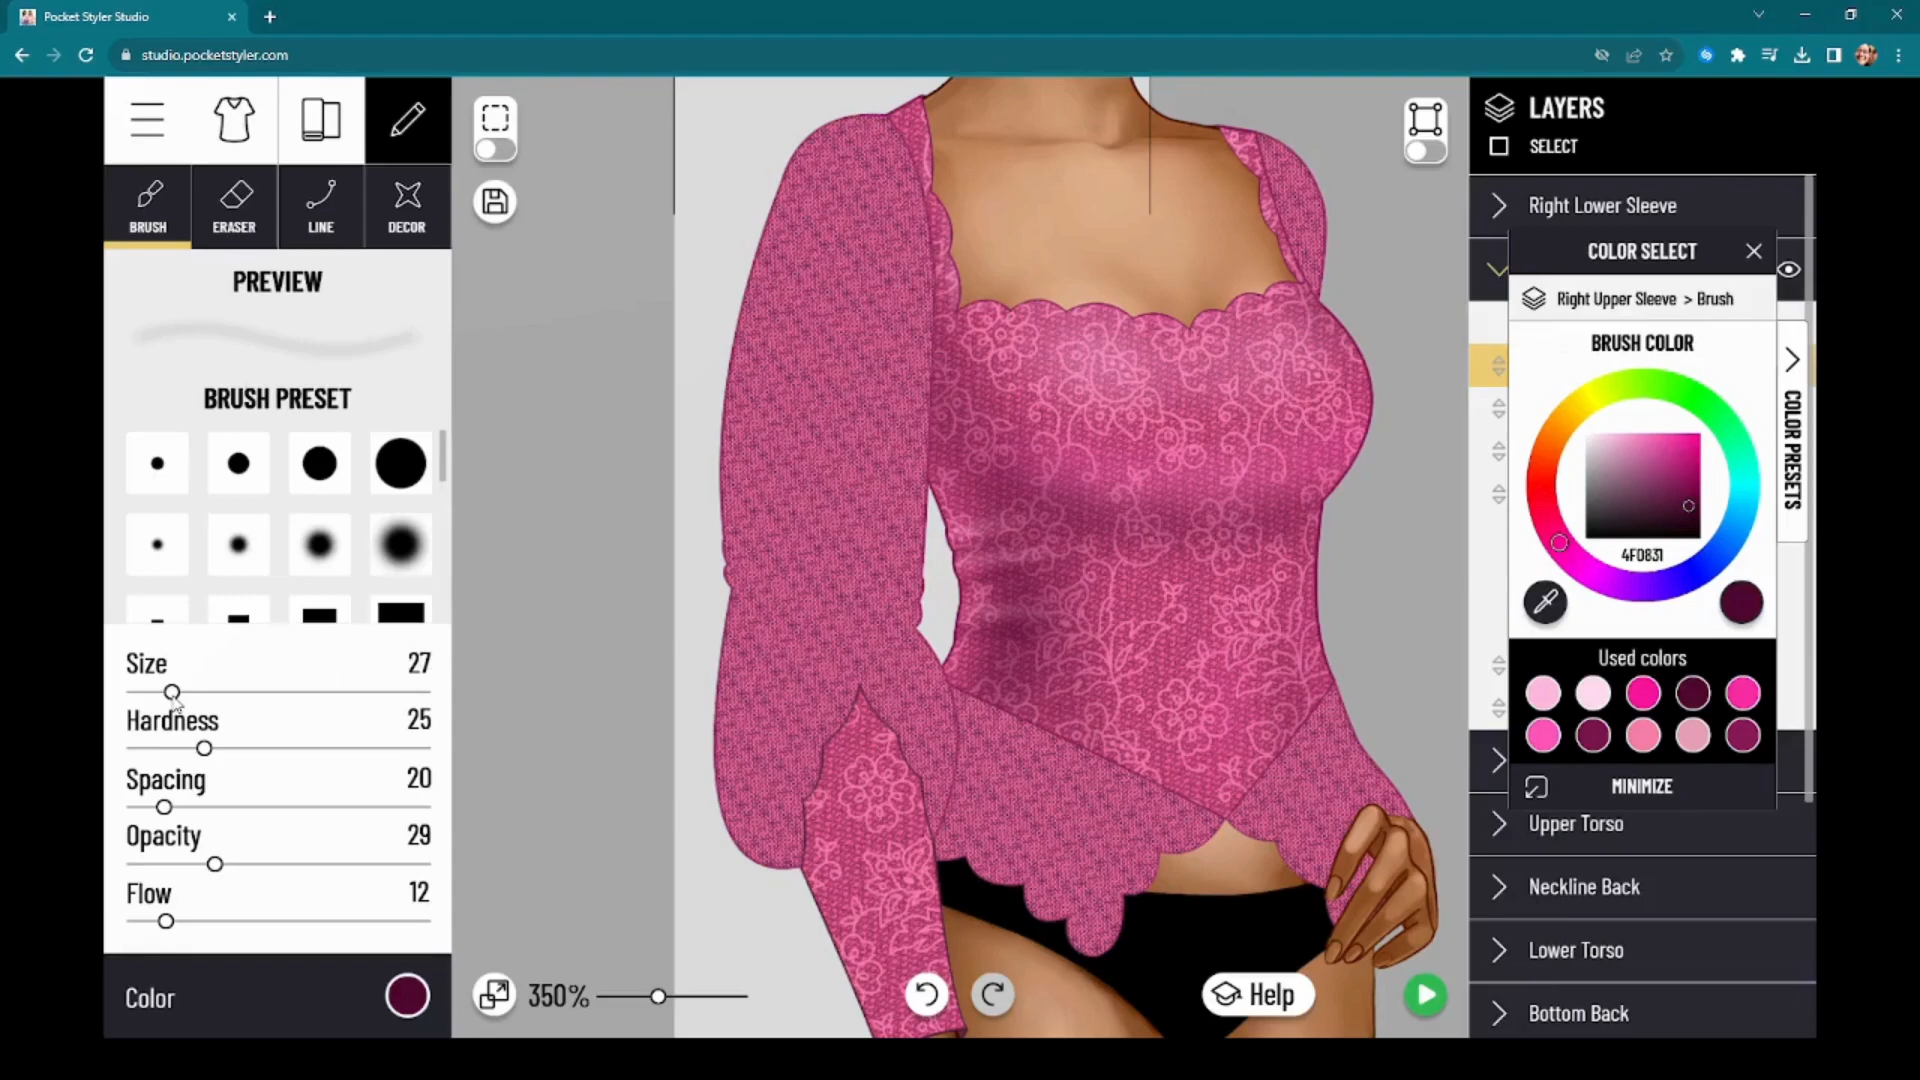 Pocket Styler Studio
studio.pocketstyler.com
BRUSH
ERASER
LINE
DECOR
PREVIEW
BRUSH PRESET
Size 27
Hardness 25
Spacing 20
Opacity 29
Flow 12
Color
350%
Help
LAYERS
SELECT
Right Lower Sleeve
COLOR SELECT
Right Upper Sleeve > Brush
BRUSH COLOR
4F0831
COLOR PRESETS
Used colors
MINIMIZE
Upper Torso
Neckline Back
Lower Torso
Bottom Back